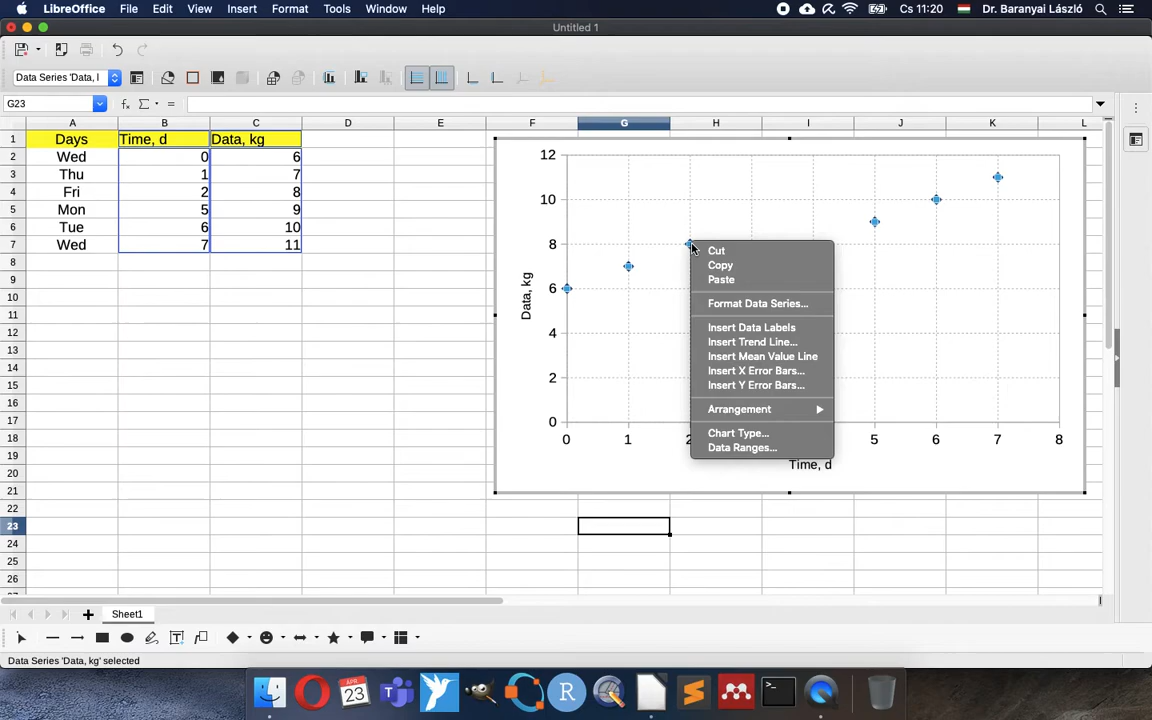 LibreOffice File Edit View Insert Format Tools Window Help Cs 11:20 Dr. Baranyai László
Untitled 1
Data Series 'Data, l
G23
A B C D E F G H I J K L
1 Days Time, d Data, kg
2 Wed 0 6
3 Thu 1 7
4 Fri 2 8
5 Mon 5 9
6 Tue 6 10
7 Wed 7 11
8
9
10
11
12
13
14
15
16
17
18
19
20
21
22
23
24
25
26
12
10
8
6
4
2
0
Data, kg
0 1 2 5 6 7 8
Time, d
Cut
Copy
Paste
Format Data Series...
Insert Data Labels
Insert Trend Line...
Insert Mean Value Line
Insert X Error Bars...
Insert Y Error Bars...
Arrangement
Chart Type...
Data Ranges...
Sheet1
Data Series 'Data, kg' selected
APR
23
R